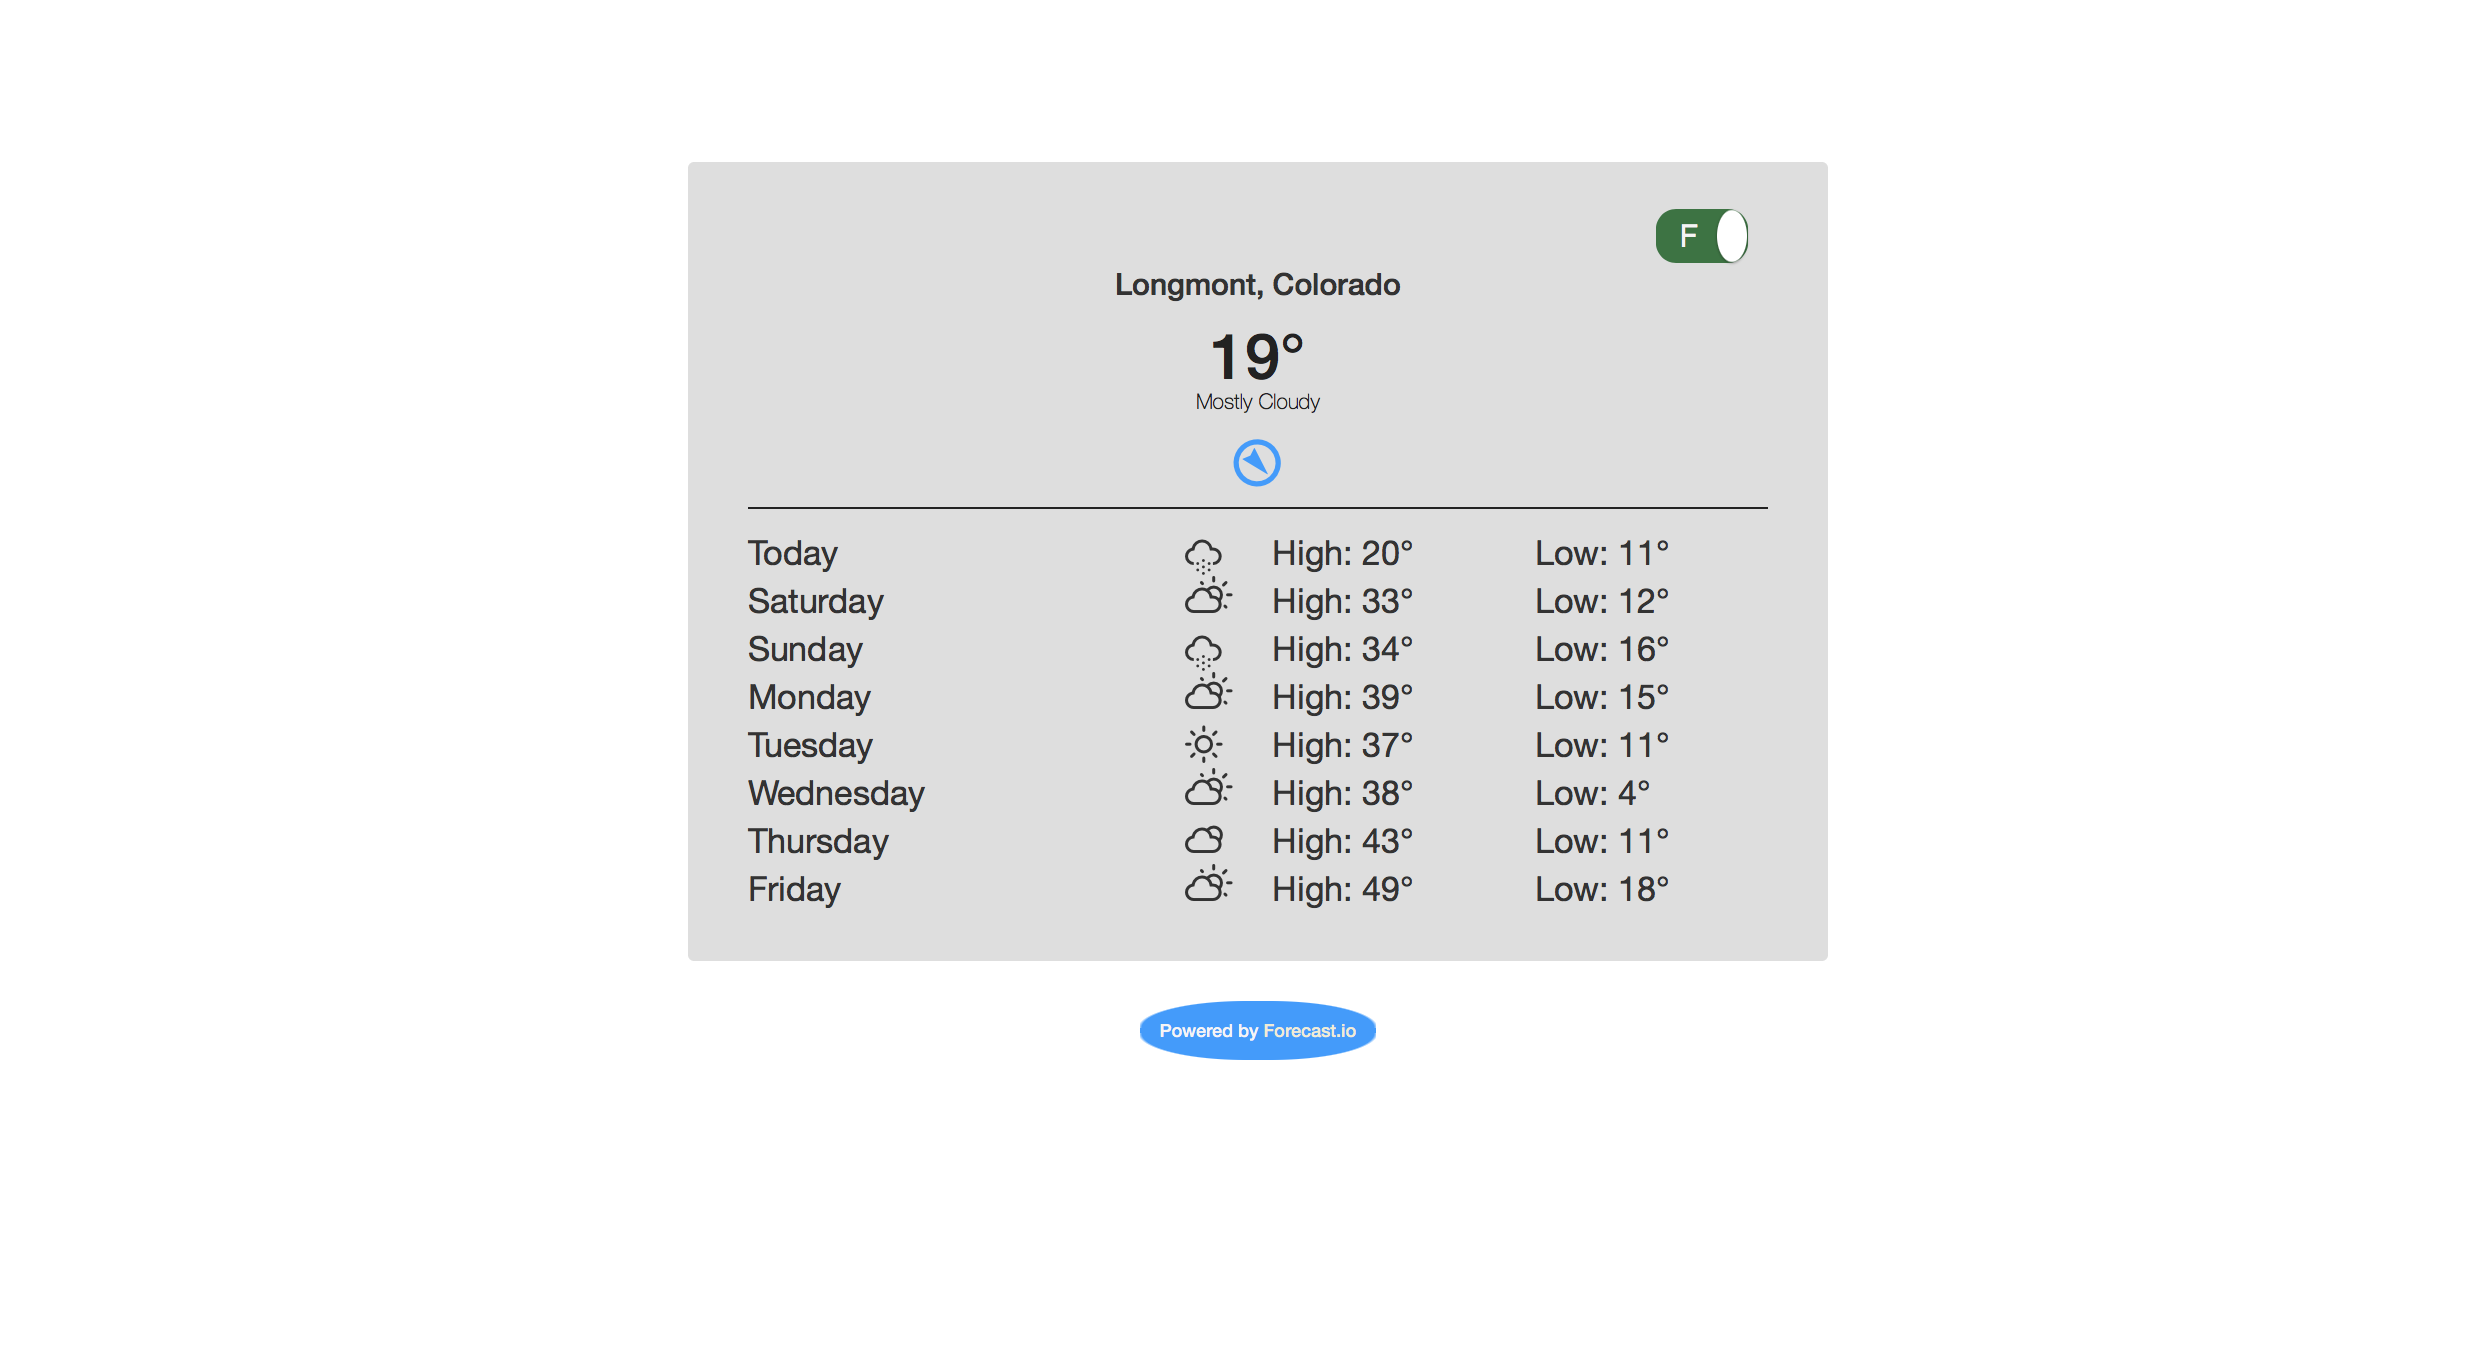 F
Longmont, Colorado
19°
Mostly Cloudy
Today High: 20° Low: 11°
Saturday High: 33° Low: 12°
Sunday High: 34° Low: 16°
Monday High: 39° Low: 15°
Tuesday High: 37° Low: 11°
Wednesday High: 38° Low: 4°
Thursday High: 43° Low: 11°
Friday High: 49° Low: 18°
Powered by Forecast.io